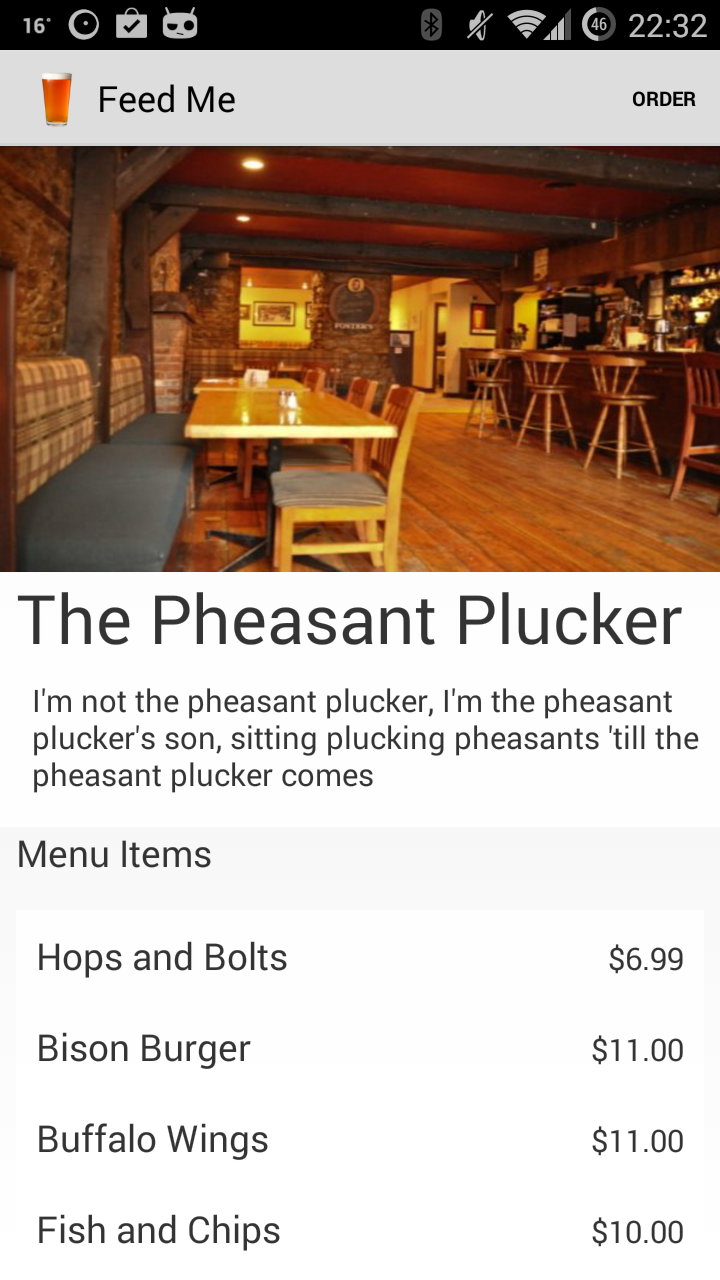 16°
46
22:32
Feed Me
ORDER
FOSTER'S
The Pheasant Plucker
I'm not the pheasant plucker, I'm the pheasant
plucker's son, sitting plucking pheasants 'till the
pheasant plucker comes
Menu Items
Hops and Bolts $6.99
Bison Burger $11.00
Buffalo Wings $11.00
Fish and Chips $10.00